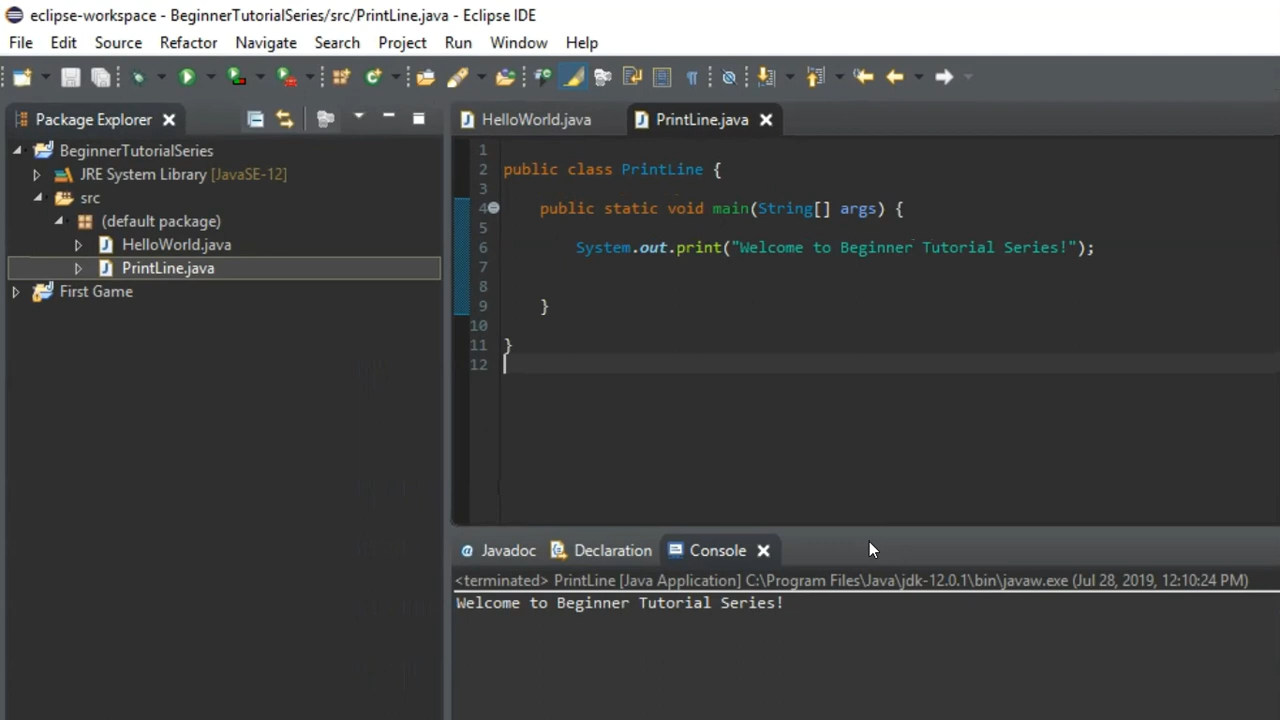 eclipse-workspace - BeginnerTutorialSeries/src/PrintLine.java - Eclipse IDE
File Edit Source Refactor Navigate Search Project Run Window Help
Package Explorer
BeginnerTutorialSeries
JRE System Library [JavaSE-12]
src
(default package)
HelloWorld.java
PrintLine.java
First Game
HelloWorld.java PrintLine.java
1
2 public class PrintLine {
3
4 public static void main(String[] args) {
5
6 System.out.print("Welcome to Beginner Tutorial Series!");
7
8
9 }
10
11 }
12
Javadoc Declaration Console
<terminated> PrintLine [Java Application] C:\Program Files\Java\jdk-12.0.1\bin\javaw.exe (Jul 28, 2019, 12:10:24 PM)
Welcome to Beginner Tutorial Series!